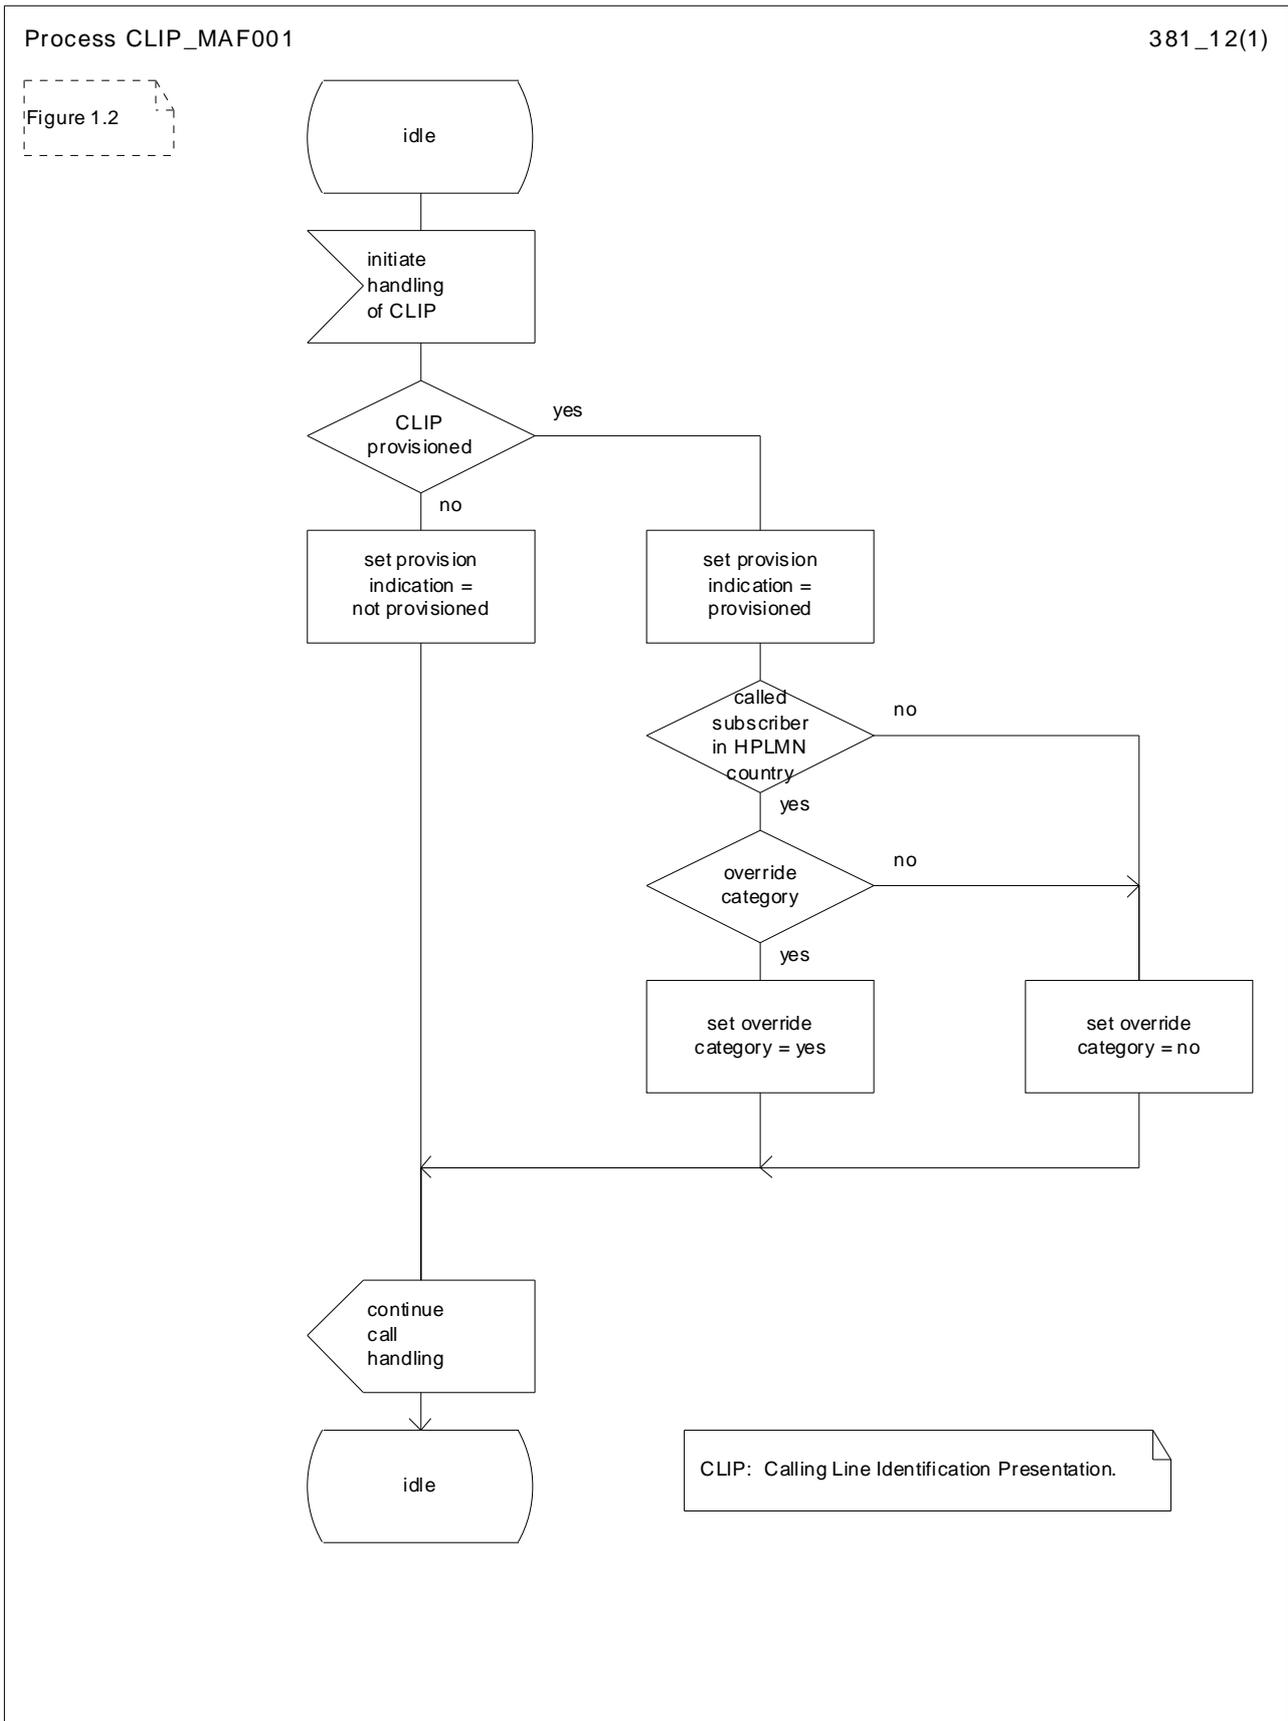 Process CLIP_MAF001
381_12(1)
Figure 1.2
idle
initiate
handling
of CLIP
CLIP
provisioned
yes
no
set provision
indication =
not provisioned
set provision
indication =
provisioned
called
subscriber
in HPLMN
country
no
yes
override
category
no
yes
set override
category = yes
set override
category = no
continue
call
handling
idle
CLIP: Calling Line Identification Presentation.